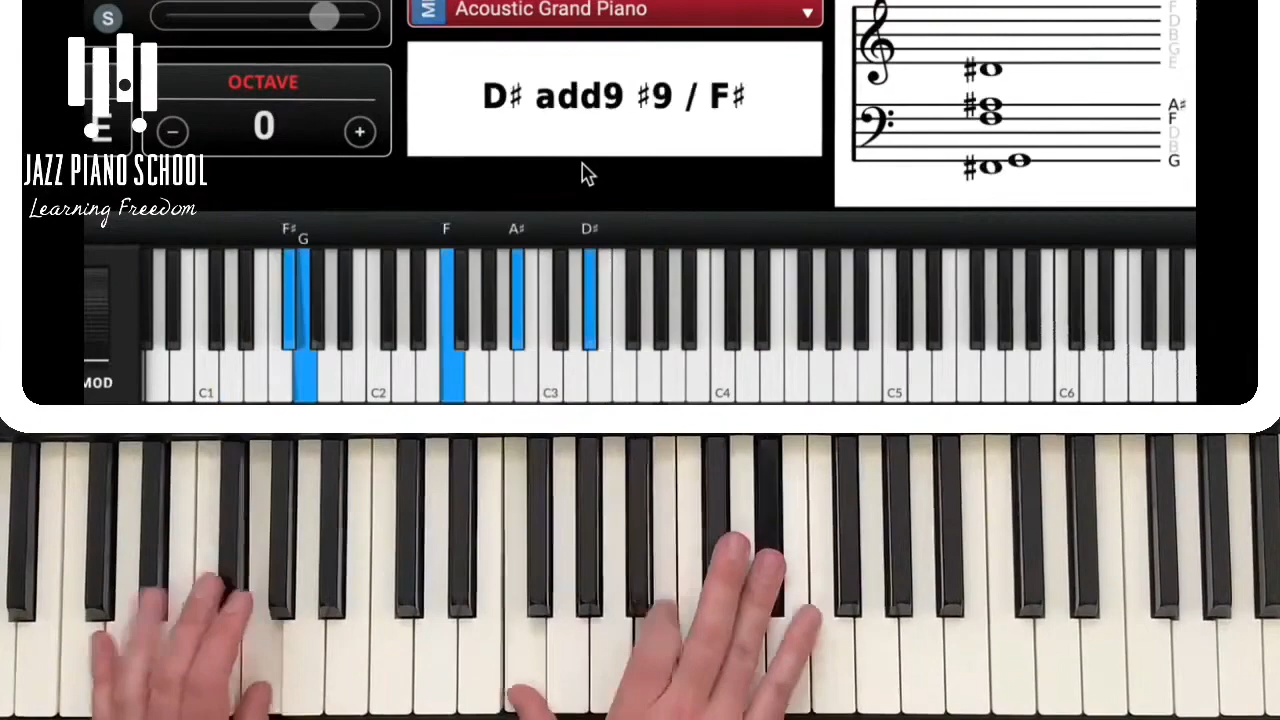 S
Acoustic Grand Piano
OCTAVE
0
D♯ add9 ♯9 / F♯
E
JAZZ PIANO SCHOOL
Learning Freedom
F
D
B
G
E
A♯
F
D
B
G
F♯
G
F
A♯
D♯
MOD
C1
C2
C3
C4
C5
C6